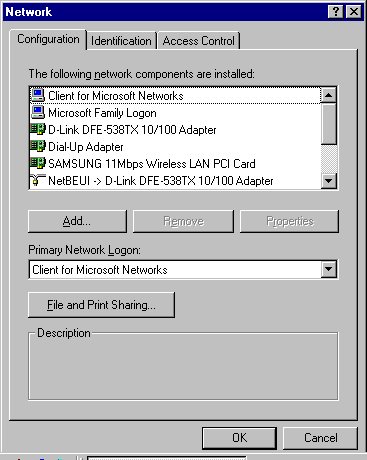 Network
Configuration Identification Access Control
The following network components are installed:
Client for Microsoft Networks
Microsoft Family Logon
D-Link DFE-538TX 10/100 Adapter
Dial-Up Adapter
SAMSUNG 11Mbps Wireless LAN PCI Card
NetBEUI -> D-Link DFE-538TX 10/100 Adapter
Add... Remove Properties
Primary Network Logon:
Client for Microsoft Networks
File and Print Sharing...
Description
OK Cancel